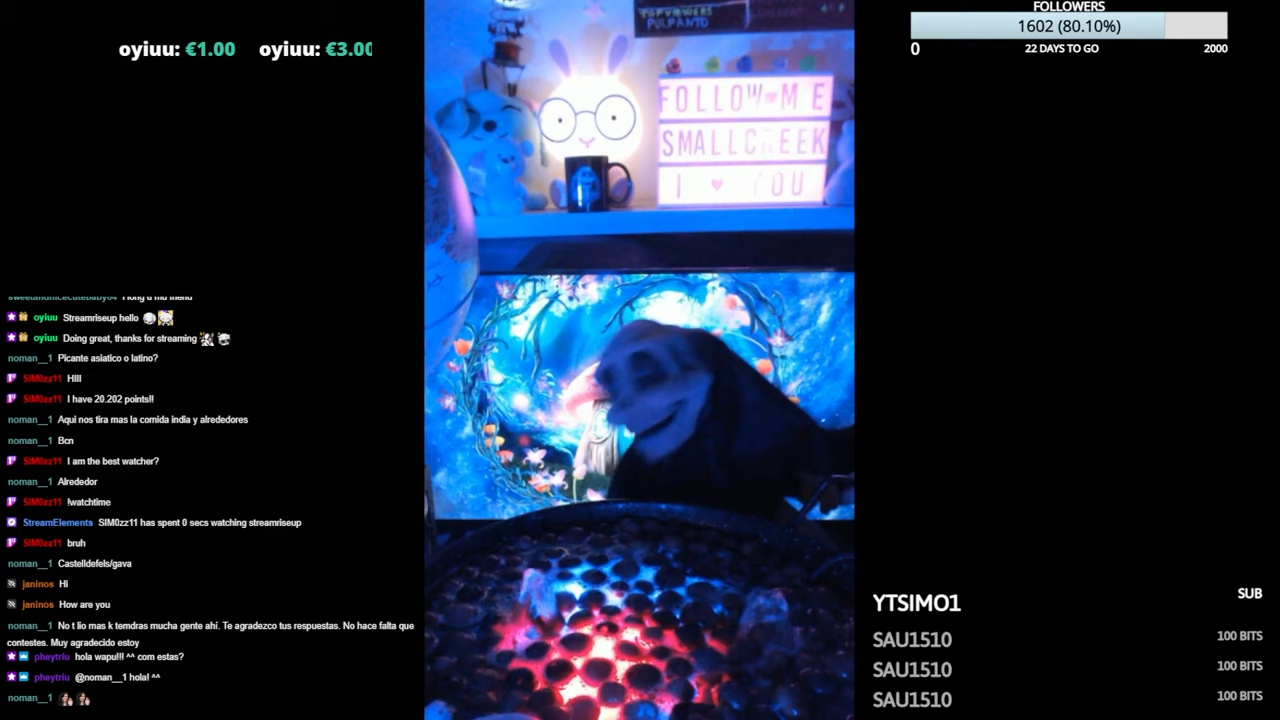 FOLLOWERS
1602 (80.10%)
0 22 DAYS TO GO 2000
oyiuu: €1.00 oyiuu: €3.00
TOPVIEWERS
PULPANTO
FOLLOW ME
SMALLCREEK
I ♥ YOU
oyiuu Streamriseup hello
oyiuu Doing great, thanks for streaming
noman__1 Picante asiatico o latino?
SIM0zz11 HIII
SIM0zz11 I have 20.202 points!!
noman__1 Aqui nos tira mas la comida india y alrededores
noman__1 Bcn
SIM0zz11 I am the best watcher?
noman__1 Alrededor
SIM0zz11 !watchtime
StreamElements SIM0zz11 has spent 0 secs watching streamriseup
SIM0zz11 bruh
noman__1 Castelldefels/gava
janinos Hi
janinos How are you
noman__1 No t lio mas k temdras mucha gente ahí. Te agradezco tus respuestas. No hace falta que
contestes. Muy agradecido estoy
pheytriu hola wapu!!! ^^ com estas?
pheytriu @noman__1 hola! ^^
noman__1
YTSIMO1 SUB
SAU1510 100 BITS
SAU1510 100 BITS
SAU1510 100 BITS